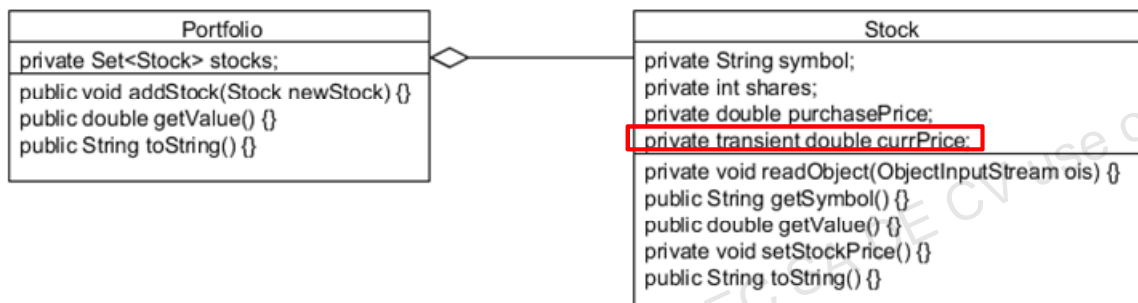 Portfolio
private Set<Stock> stocks;
public void addStock(Stock newStock) {}
public double getValue() {}
public String toString() {}
Stock
private String symbol;
private int shares;
private double purchasePrice;
private transient double currPrice;
private void readObject(ObjectInputStream ois) {}
public String getSymbol() {}
public double getValue() {}
private void setStockPrice() {}
public String toString() {}
CV use